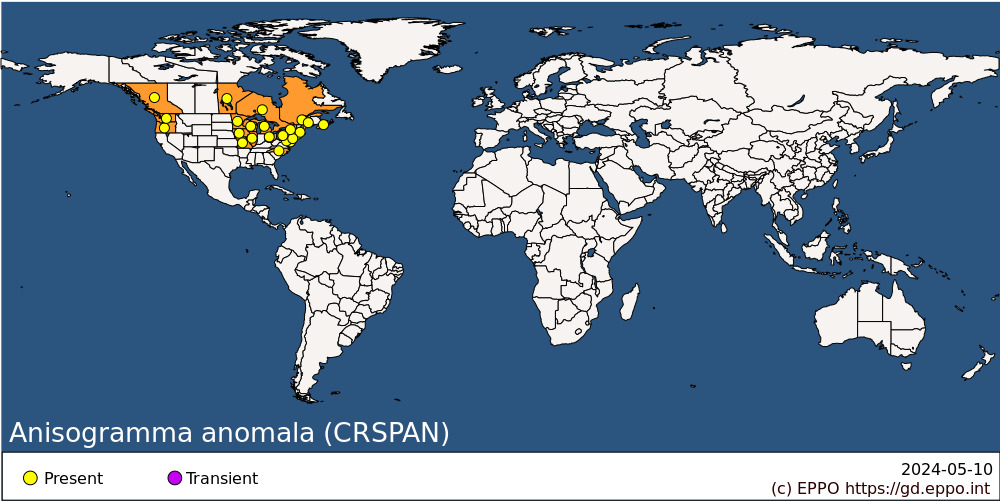 Anisogramma anomala (CRSPAN)
Present
Transient
2024-05-10
(c) EPPO https://gd.eppo.int